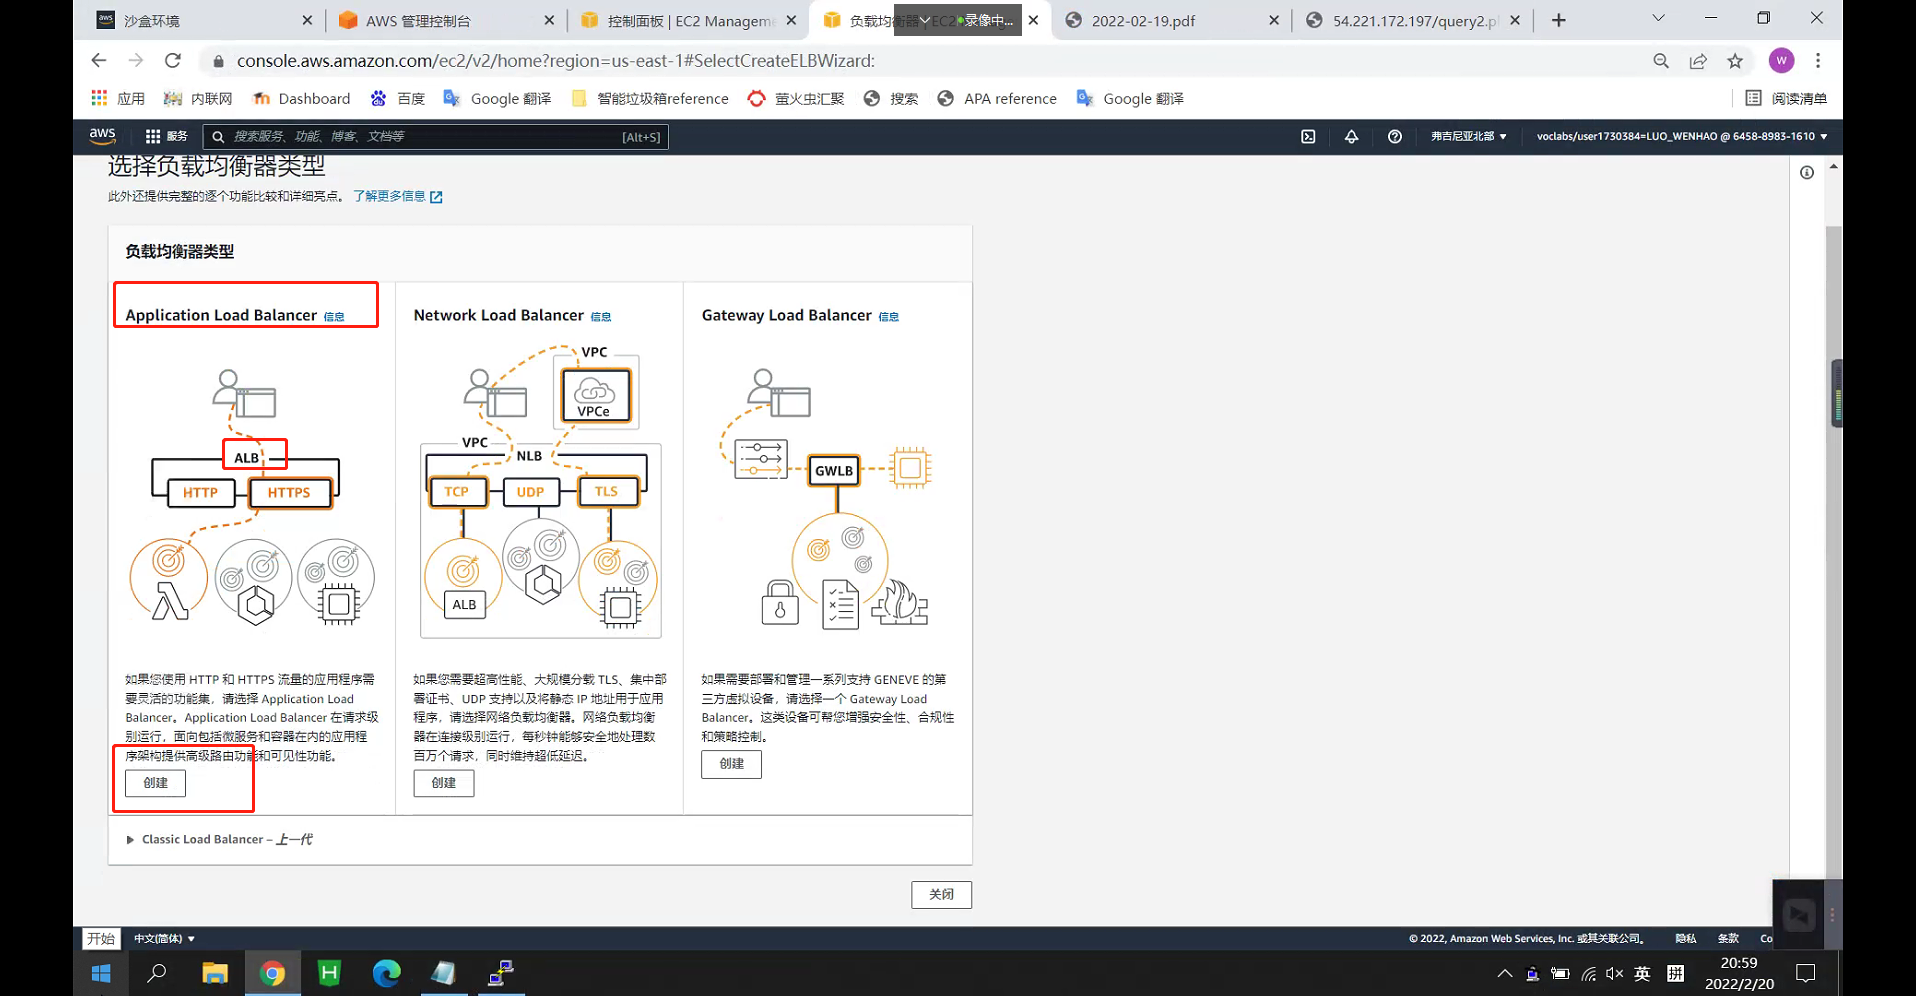 aws 沙盒环境
AWS 管理控制台
控制面板 | EC2 Manageme
负载均衡器
录像中...
2022-02-19.pdf
54.221.172.197/query2.p
console.aws.amazon.com/ec2/v2/home?region=us-east-1#SelectCreateELBWizard:
W
应用
内联网
Dashboard
百度
Google 翻译
智能垃圾箱reference
萤火虫汇聚
搜索
APA reference
Google 翻译
阅读清单
aws
服务
搜索服务、功能、博客、文档等
[Alt+S]
弗吉尼亚北部
voclabs/user1730384=LUO_WENHAO @ 6458-8983-1610
选择负载均衡器类型
此外还提供完整的逐个功能比较和详细亮点。 了解更多信息
负载均衡器类型
Application Load Balancer 信息
ALB
HTTP
HTTPS
如果您使用 HTTP 和 HTTPS 流量的应用程序需
要灵活的功能集，请选择 Application Load
Balancer。Application Load Balancer 在请求级
别运行，面向包括微服务和容器在内的应用程
序架构提供高级路由功能和可见性功能。
创建
Network Load Balancer 信息
VPC
VPCe
VPC
NLB
TCP
UDP
TLS
ALB
如果您需要超高性能、大规模分载 TLS、集中部
署证书、UDP 支持以及将静态 IP 地址用于应用
程序，请选择网络负载均衡器。网络负载均衡
器在连接级别运行，每秒钟能够安全地处理数
百万个请求，同时维持超低延迟。
创建
Gateway Load Balancer 信息
GWLB
如果需要部署和管理一系列支持 GENEVE 的第
三方虚拟设备，请选择一个 Gateway Load
Balancer。这类设备可帮您增强安全性、合规性
和策略控制。
创建
Classic Load Balancer – 上一代
关闭
开始
中文(简体)
© 2022, Amazon Web Services, Inc. 或其关联公司。
隐私
条款
Co
英
拼
20:59
2022/2/20